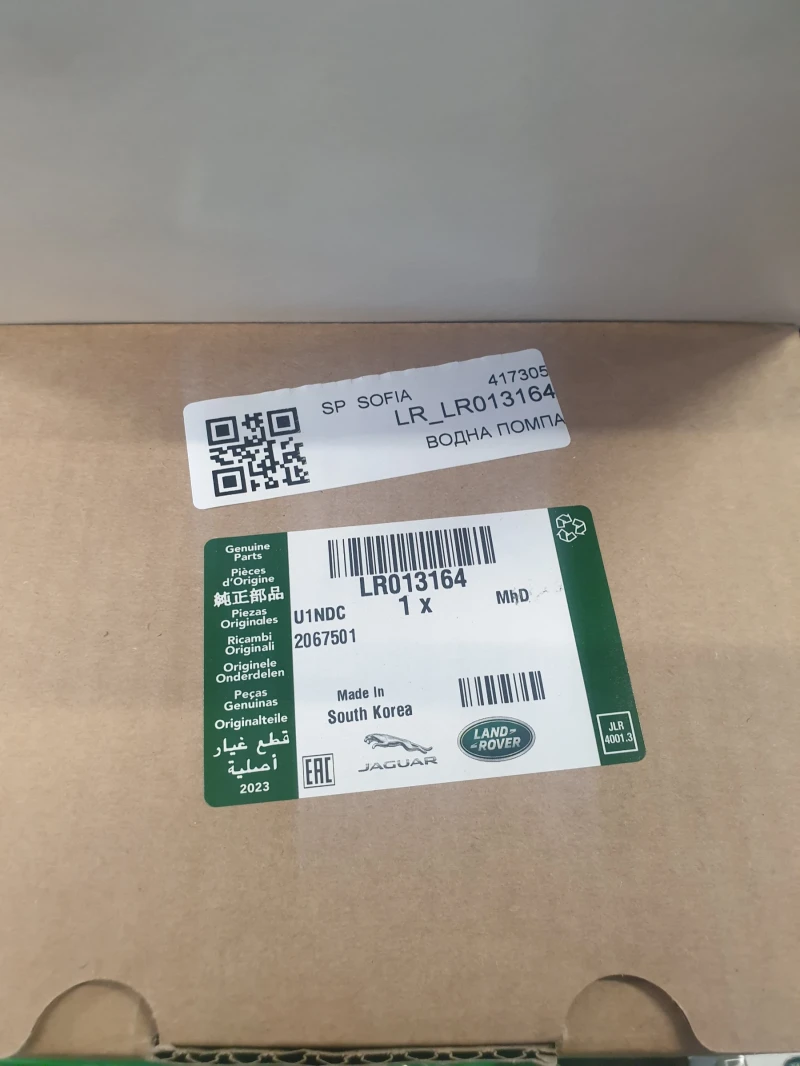 SP SOFIA
417305
LR_LR013164
ВОДНА ПОМПА
Genuine
Parts
Pièces
d'Origine
純正部品
Piezas
Originales
Ricambi
Originali
Originele
Onderdelen
Peças
Genuinas
Originalteile
قطع غيار
أصلية
2023
LR013164
1 x
U1NDC
2067501
Made In
South Korea
EAC
JAGUAR
LAND-
-ROVER
JLR
4001.3